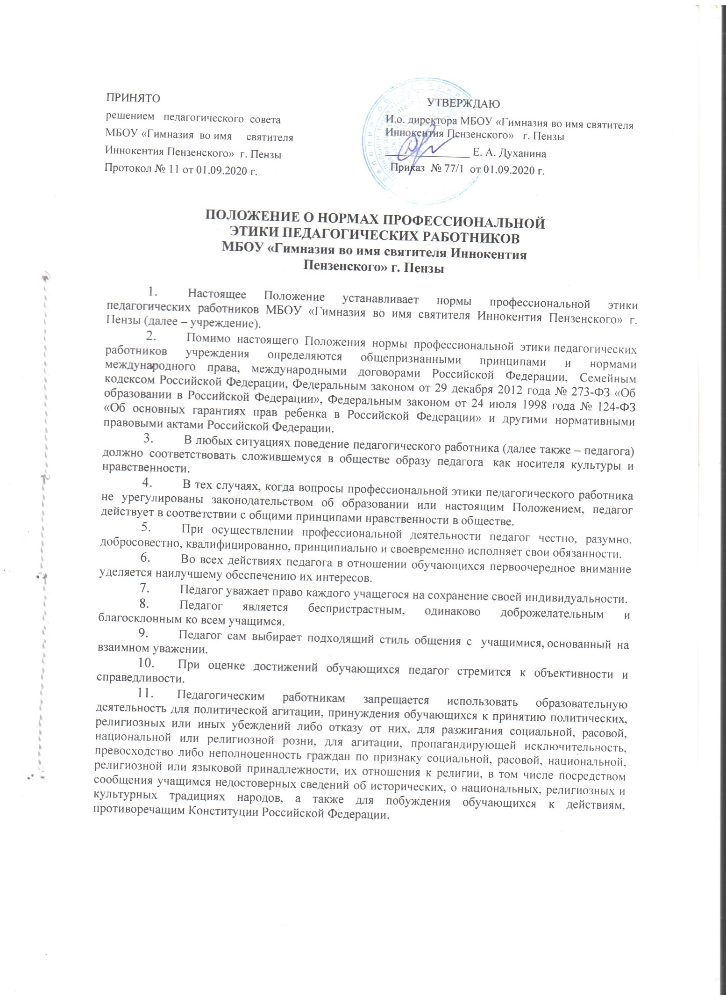 ПРИНЯТО
решением педагогического совета
МБОУ «Гимназия во имя святителя
Иннокентия Пензенского» г. Пензы
Протокол № 11 от 01.09.2020 г.
УТВЕРЖДАЮ
И.о. директора МБОУ «Гимназия во имя святителя
Иннокентия Пензенского» г. Пензы
_______________ Е. А. Духанина
Приказ № 77/1 от 01.09.2020 г.
ПОЛОЖЕНИЕ О НОРМАХ ПРОФЕССИОНАЛЬНОЙ
ЭТИКИ ПЕДАГОГИЧЕСКИХ РАБОТНИКОВ
МБОУ «Гимназия во имя святителя Иннокентия
Пензенского» г. Пензы
1. Настоящее Положение устанавливает нормы профессиональной этики
педагогических работников МБОУ «Гимназия во имя святителя Иннокентия Пензенского» г.
Пензы (далее – учреждение).
2. Помимо настоящего Положения нормы профессиональной этики педагогических
работников учреждения определяются общепризнанными принципами и нормами
международного права, международными договорами Российской Федерации, Семейным
кодексом Российской Федерации, Федеральным законом от 29 декабря 2012 года № 273-ФЗ «Об
образовании в Российской Федерации», Федеральным законом от 24 июля 1998 года № 124-ФЗ
«Об основных гарантиях прав ребенка в Российской Федерации» и другими нормативными
правовыми актами Российской Федерации.
3. В любых ситуациях поведение педагогического работника (далее также – педагога)
должно соответствовать сложившемуся в обществе образу педагога как носителя культуры и
нравственности.
4. В тех случаях, когда вопросы профессиональной этики педагогического работника
не урегулированы законодательством об образовании или настоящим Положением, педагог
действует в соответствии с общими принципами нравственности в обществе.
5. При осуществлении профессиональной деятельности педагог честно, разумно,
добросовестно, квалифицированно, принципиально и своевременно исполняет свои обязанности.
6. Во всех действиях педагога в отношении обучающихся первоочередное внимание
уделяется наилучшему обеспечению их интересов.
7. Педагог уважает право каждого учащегося на сохранение своей индивидуальности.
8. Педагог является беспристрастным, одинаково доброжелательным и
благосклонным ко всем учащимся.
9. Педагог сам выбирает подходящий стиль общения с учащимися, основанный на
взаимном уважении.
10. При оценке достижений обучающихся педагог стремится к объективности и
справедливости.
11. Педагогическим работникам запрещается использовать образовательную
деятельность для политической агитации, принуждения обучающихся к принятию политических,
религиозных или иных убеждений либо отказу от них, для разжигания социальной, расовой,
национальной или религиозной розни, для агитации, пропагандирующей исключительность,
превосходство либо неполноценность граждан по признаку социальной, расовой, национальной,
религиозной или языковой принадлежности, их отношения к религии, в том числе посредством
сообщения учащимся недостоверных сведений об исторических, о национальных, религиозных и
культурных традициях народов, а также для побуждения обучающихся к действиям,
противоречащим Конституции Российской Федерации.